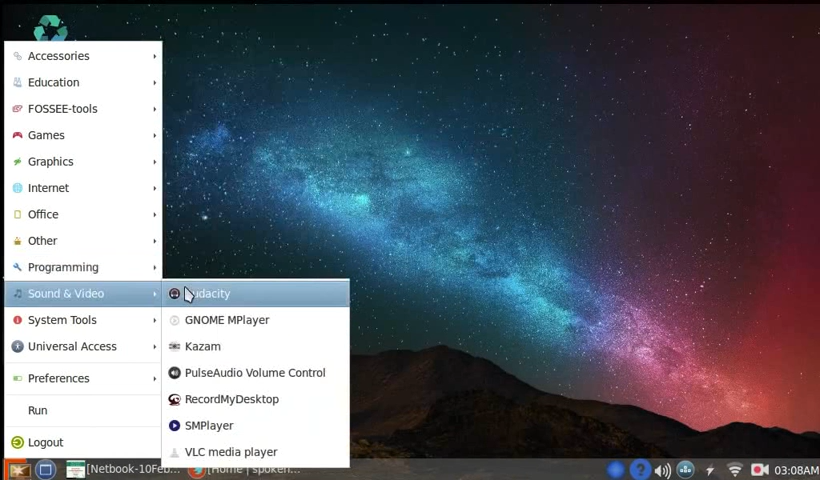 Accessories
Education
FOSSEE-tools
Games
Graphics
Internet
Office
Other
Programming
Sound & Video
System Tools
Universal Access
Preferences
Run
Logout
udacity
GNOME MPlayer
Kazam
PulseAudio Volume Control
RecordMyDesktop
SMPlayer
VLC media player
[Netbook-10Feb... [Home | spoken... 03:08AM